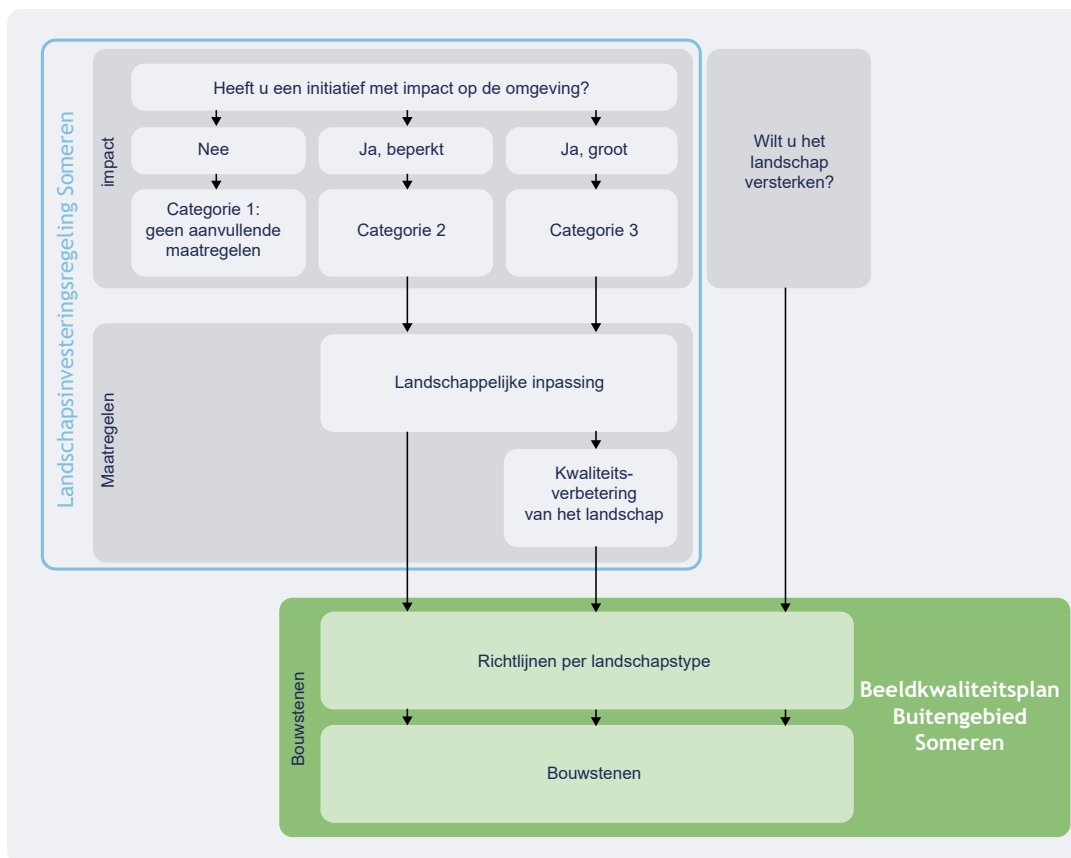 Landschapsinvesteringsregeling Someren
impact
Heeft u een initiatief met impact op de omgeving?
Nee
Ja, beperkt
Ja, groot
Categorie 1:
geen aanvullende
maatregelen
Categorie 2
Categorie 3
Wilt u het
landschap
versterken?
Maatregelen
Landschappelijke inpassing
Kwaliteits-
verbetering
van het landschap
Bouwstenen
Richtlijnen per landschapstype
Bouwstenen
Beeldkwaliteitsplan
Buitengebied
Someren